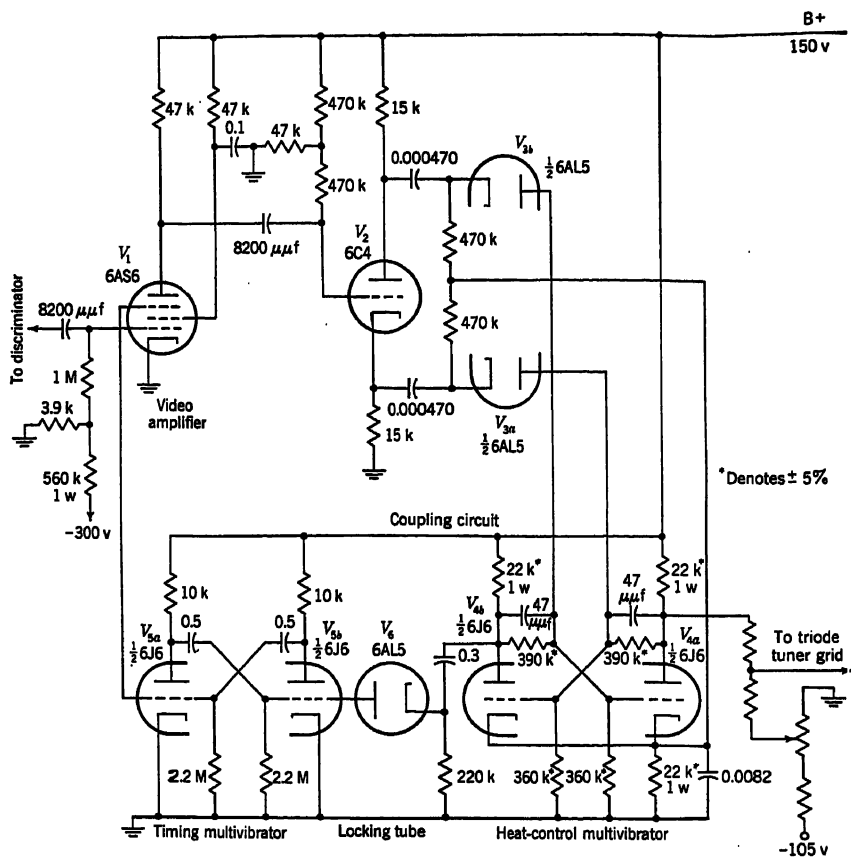 B+
150 v
47 k
47 k
470 k
15 k
0.1
47 k
0.000470
V3b
½ 6AL5
470 k
8200 μμf
V2
6C4
470 k
V1
6AS6
To discriminator
8200 μμf
470 k
1 M
Video
amplifier
0.000470
3.9 k
15 k
V3a
½ 6AL5
560 k
1 w
*Denotes ± 5%
-300 v
Coupling circuit
10 k
10 k
22 k*
1 w
47
μμf
22 k*
1 w
V5a
½ 6J6
0.5
0.5
V5b
½ 6J6
V6
6AL5
V4b
½ 6J6
47
μμf
0.3
390 k*
390 k*
V4a
½ 6J6
To triode
tuner grid
2.2 M
2.2 M
220 k
360 k*
360 k*
22 k*
1 w
0.0082
Timing multivibrator
Locking tube
Heat-control multivibrator
-105 v